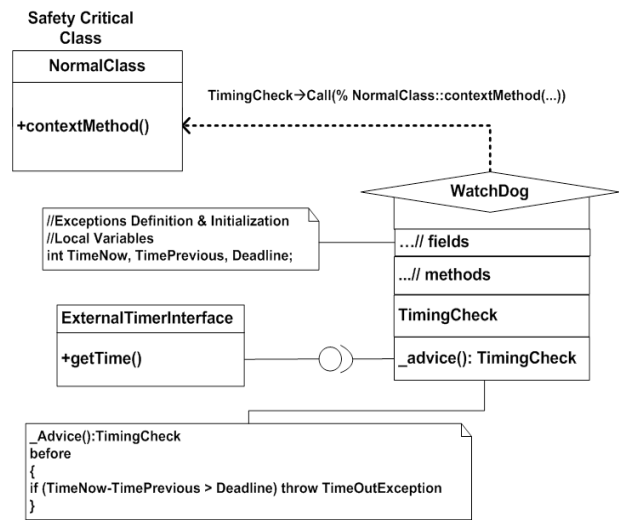 Safety Critical
Class
NormalClass
+contextMethod()
TimingCheck→Call(% NormalClass::contextMethod(...))
WatchDog
//Exceptions Definition & Initialization
//Local Variables
int TimeNow, TimePrevious, Deadline;
...// fields
...// methods
TimingCheck
_advice(): TimingCheck
ExternalTimerInterface
+getTime()
_Advice():TimingCheck
before
{
if (TimeNow-TimePrevious > Deadline) throw TimeOutException
}